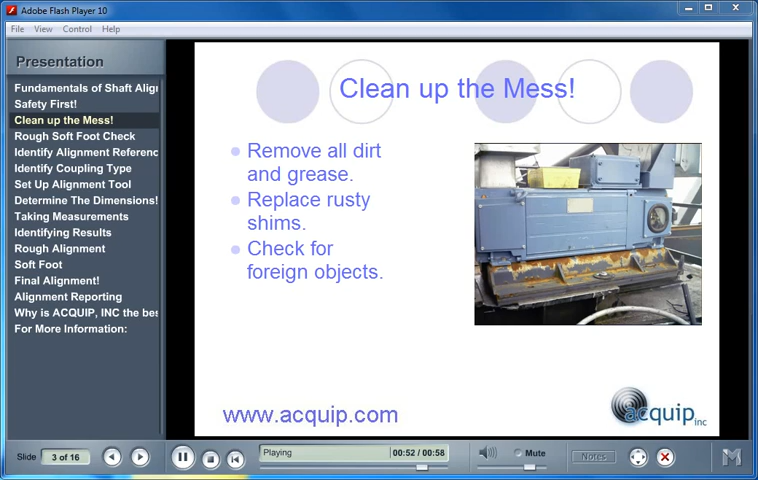 Adobe Flash Player 10
File View Control Help
Presentation
Fundamentals of Shaft Align
Safety First!
Clean up the Mess!
Rough Soft Foot Check
Identify Alignment Referenc
Identify Coupling Type
Set Up Alignment Tool
Determine The Dimensions!
Taking Measurements
Identifying Results
Rough Alignment
Soft Foot
Final Alignment!
Alignment Reporting
Why is ACQUIP, INC the bes
For More Information:
Clean up the Mess!
Remove all dirt
and grease.
Replace rusty
shims.
Check for
foreign objects.
www.acquip.com
acquip inc
Slide 3 of 16
Playing 00:52 / 00:58
Mute
Notes